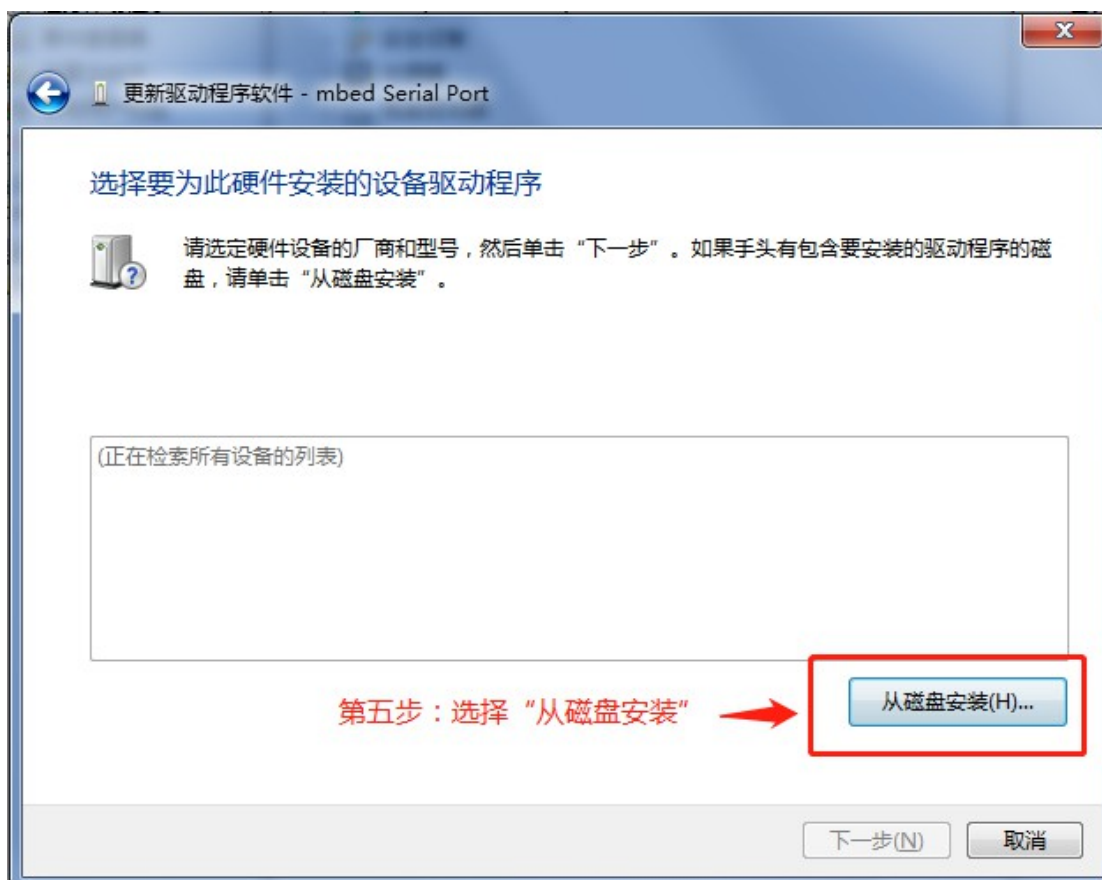 更新驱动程序软件 - mbed Serial Port
选择要为此硬件安装的设备驱动程序
请选定硬件设备的厂商和型号，然后单击“下一步”。如果手头有包含要安装的驱动程序的磁
盘，请单击“从磁盘安装”。
(正在检索所有设备的列表)
第五步：选择“从磁盘安装”
从磁盘安装(H)...
下一步(N)
取消